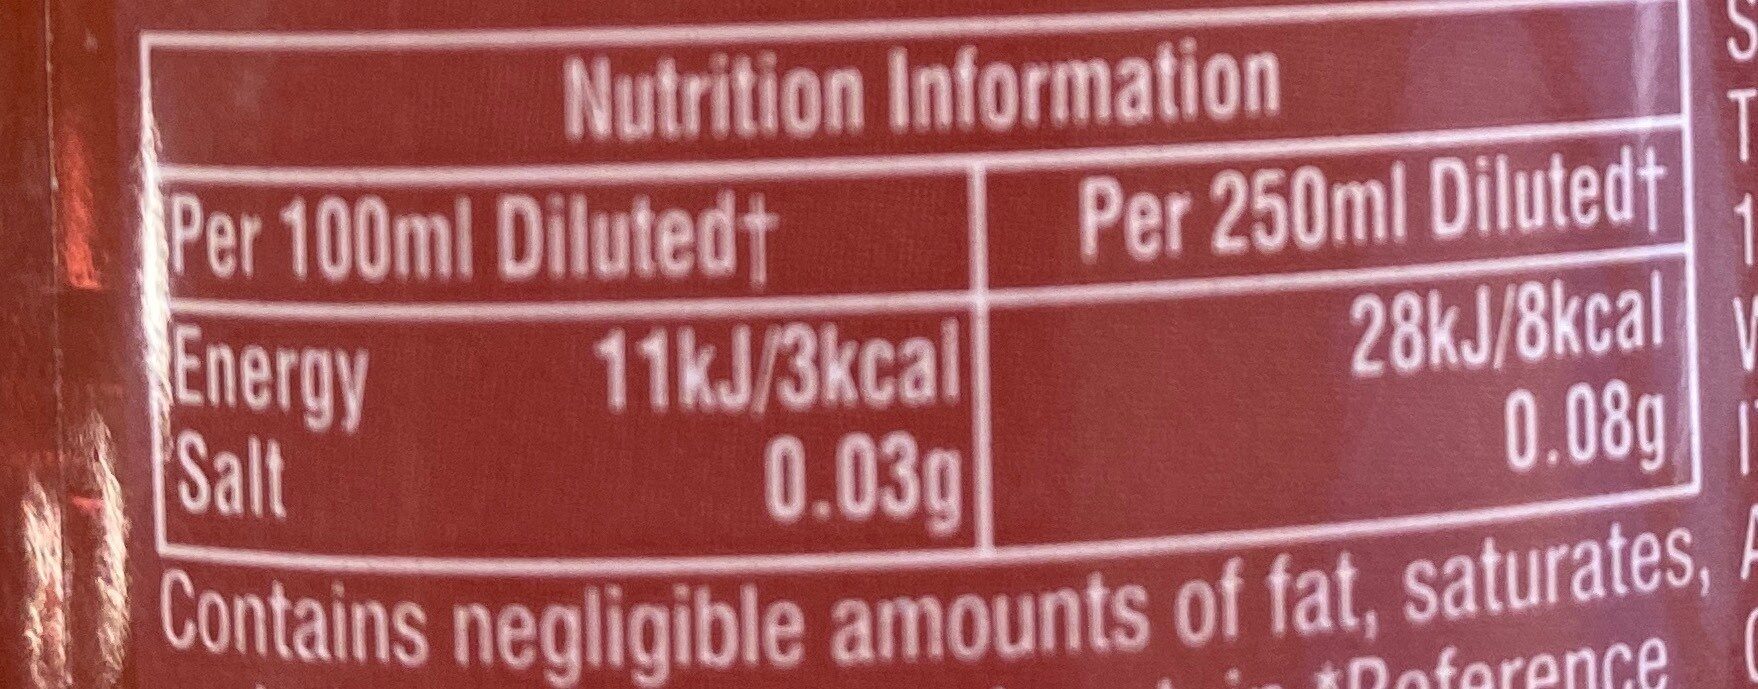 Nutrition Information
Per 100ml Diluted† Per 250ml Diluted†
Energy 11kJ/3kcal 28kJ/8kcal
Salt 0.03g 0.08g
Contains negligible amounts of fat, saturates,
*Reference